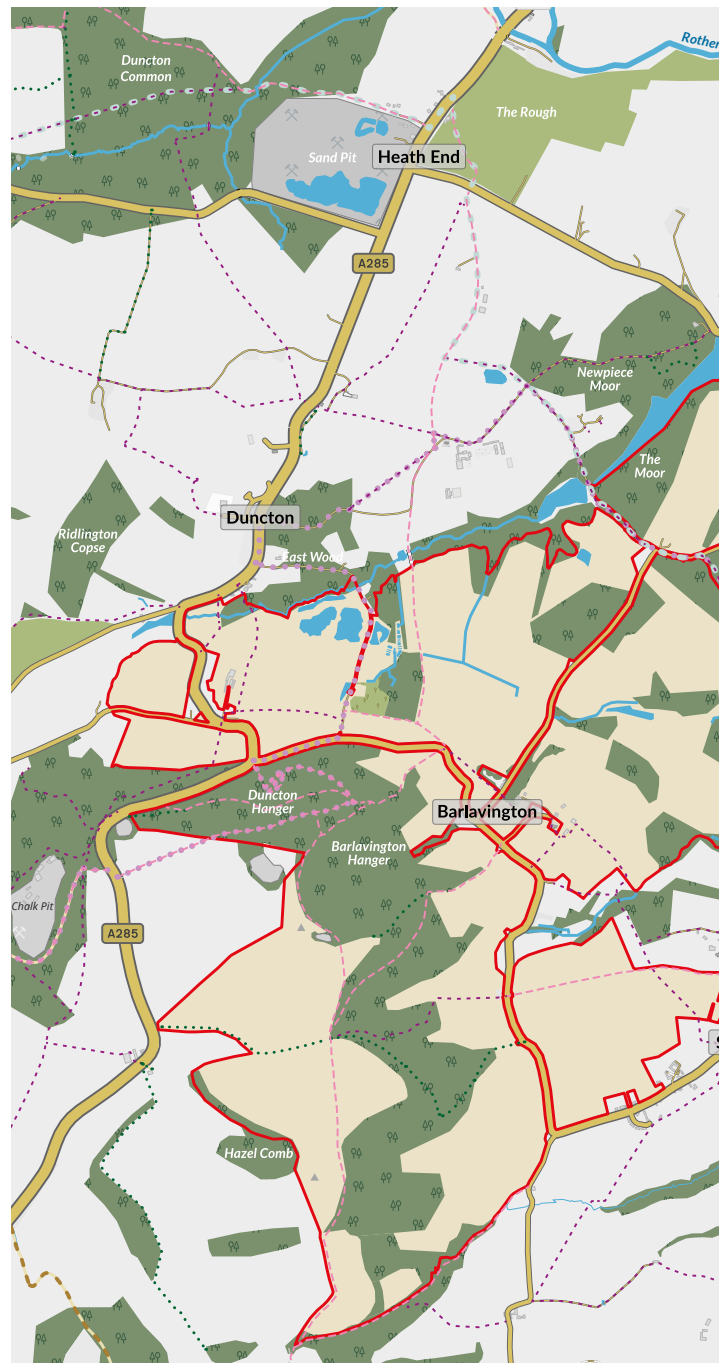 Duncton
Common
Rother
The Rough
Heath End
Sand Pit
A285
Newpiece
Moor
The
Moor
Duncton
Ridlington
Copse
East Wood
Duncton
Hanger
Barlavington
Barlavington
Hanger
Chalk Pit
A285
S
Hazel Comb